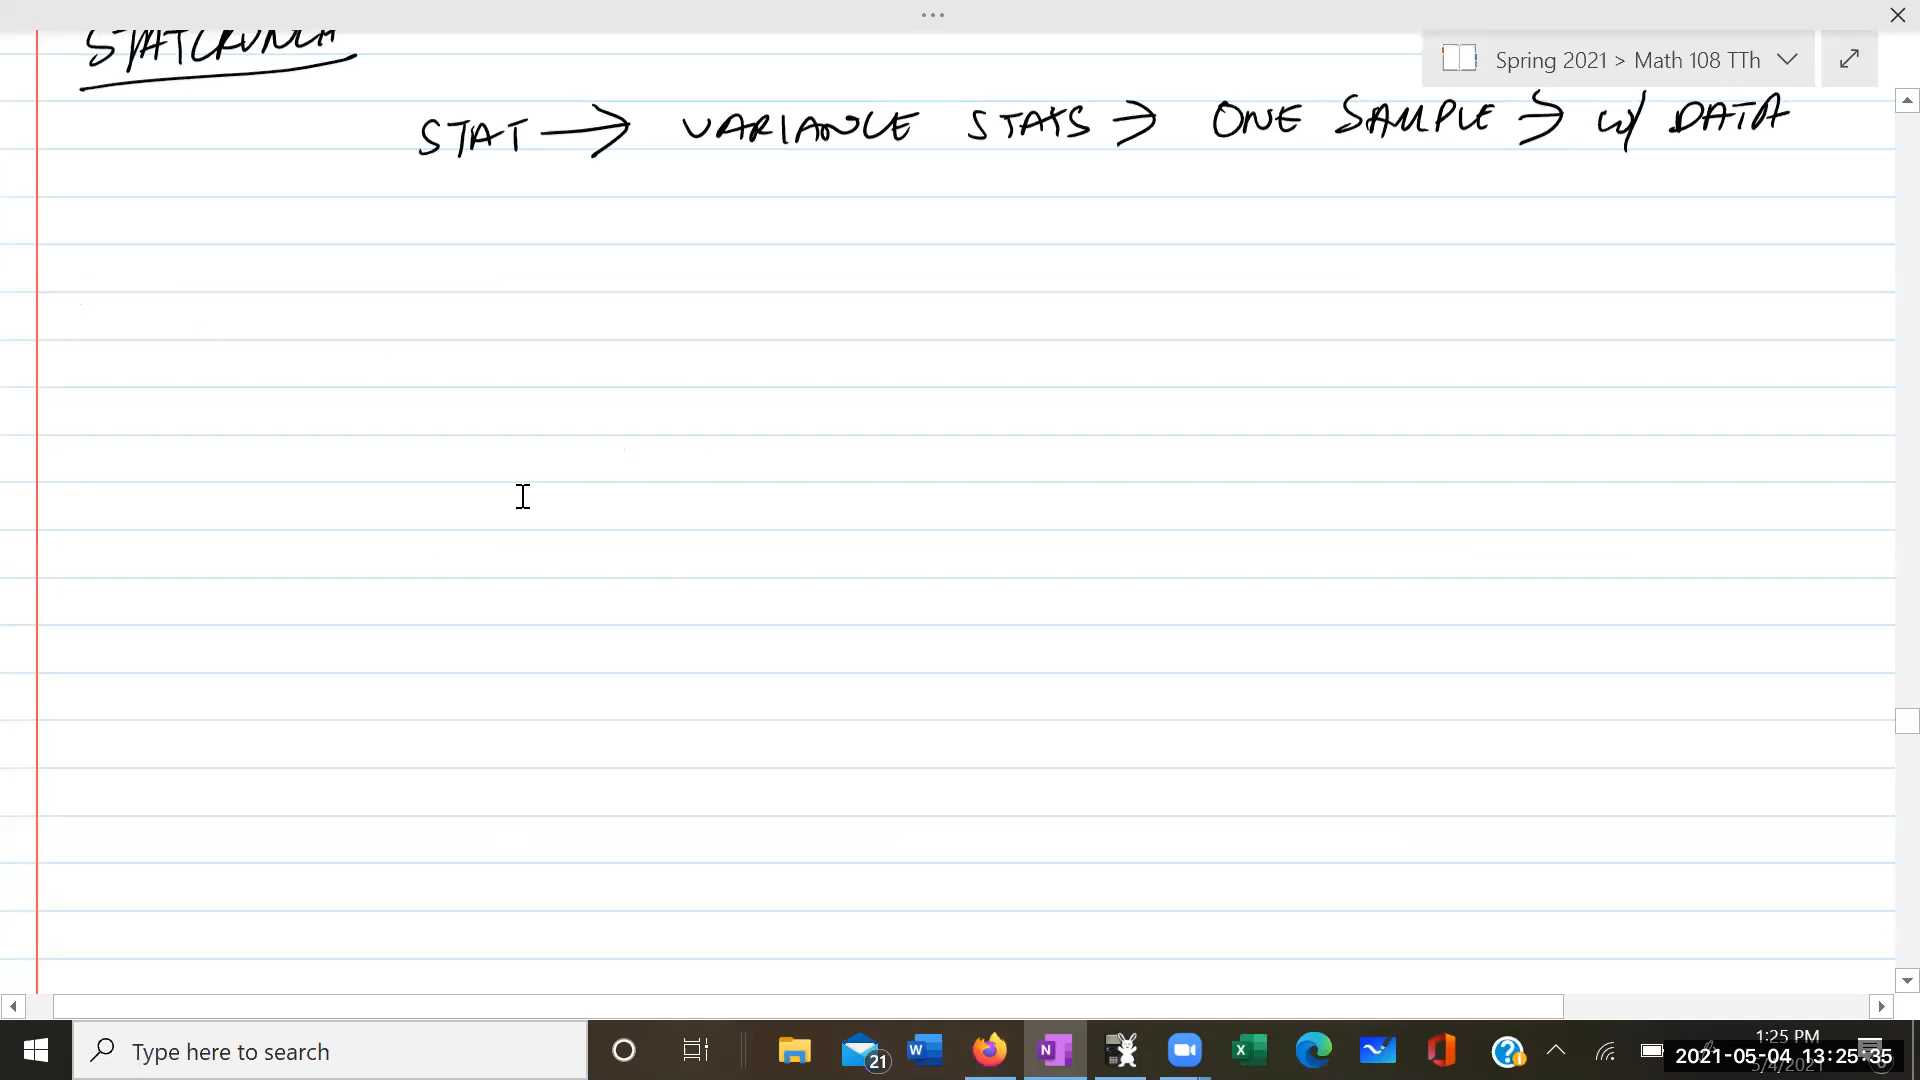 STATCRUNCH
Spring 2021 > Math 108 TTh
STAT → VARIANCE STATS → ONE SAMPLE → w/ DATA
Type here to search
21
1:25 PM
2021-05-04 13:25:35